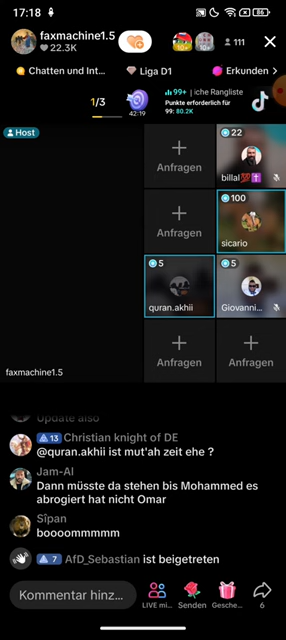 17:18
86
faxmachine1.5
22.3K
10+
10+
111
Chatten und Int...
Liga D1
Erkunden
1/3
42:19
99+ | iche Rangliste
Punkte erforderlich für
99: 80.2K
Host
faxmachine1.5
Anfragen
22
billal💯✝️
Anfragen
100
sicario
5
quran.akhii
5
Giovanni...
Anfragen
Anfragen
Update also
13 Christian knight of DE
@quran.akhii ist mut'ah zeit ehe ?
Jam-Al
Dann müsste da stehen bis Mohammed es
abrogiert hat nicht Omar
Sîpan
boooommmmm
7 AfD_Sebastian ist beigetreten
Kommentar hinz...
LIVE mi...
Senden
Gesche...
6